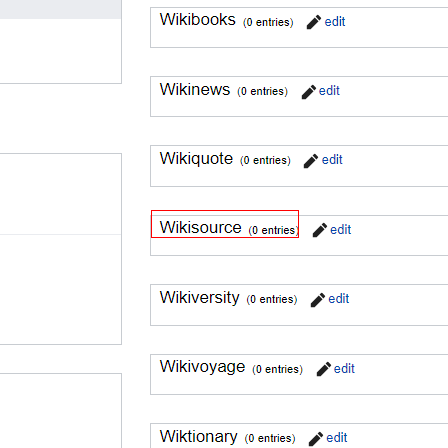 Wikibooks (0 entries) edit
Wikinews (0 entries) edit
Wikiquote (0 entries) edit
Wikisource (0 entries) edit
Wikiversity (0 entries) edit
Wikivoyage (0 entries) edit
Wiktionary (0 entries) edit